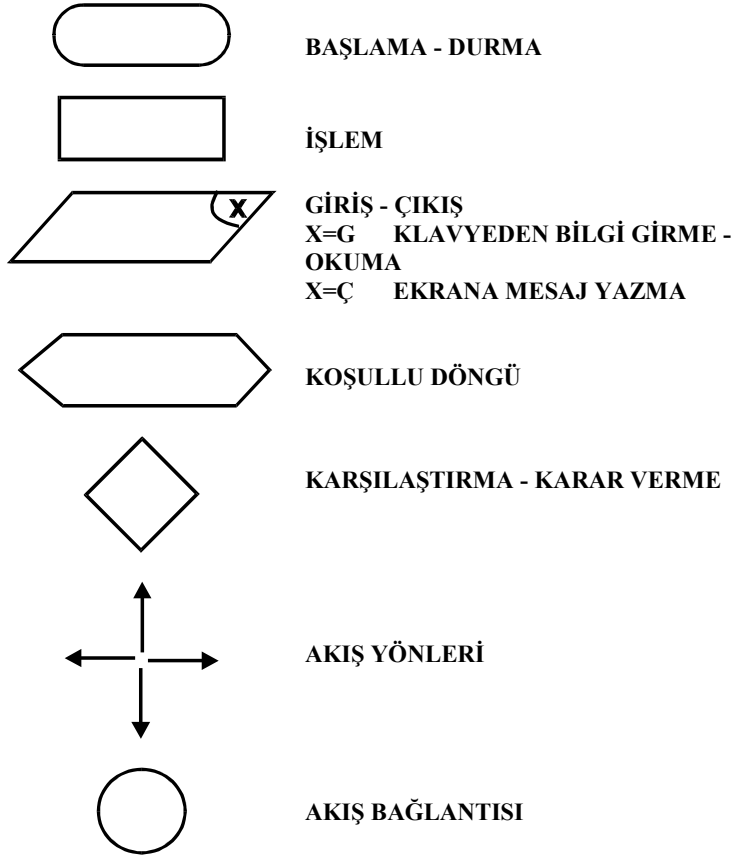 BAŞLAMA - DURMA
İŞLEM
X
GİRİŞ - ÇIKIŞ
X=G KLAVYEDEN BİLGİ GİRME -
OKUMA
X=Ç EKRANA MESAJ YAZMA
KOŞULLU DÖNGÜ
KARŞILAŞTIRMA - KARAR VERME
AKIŞ YÖNLERİ
AKIŞ BAĞLANTISI